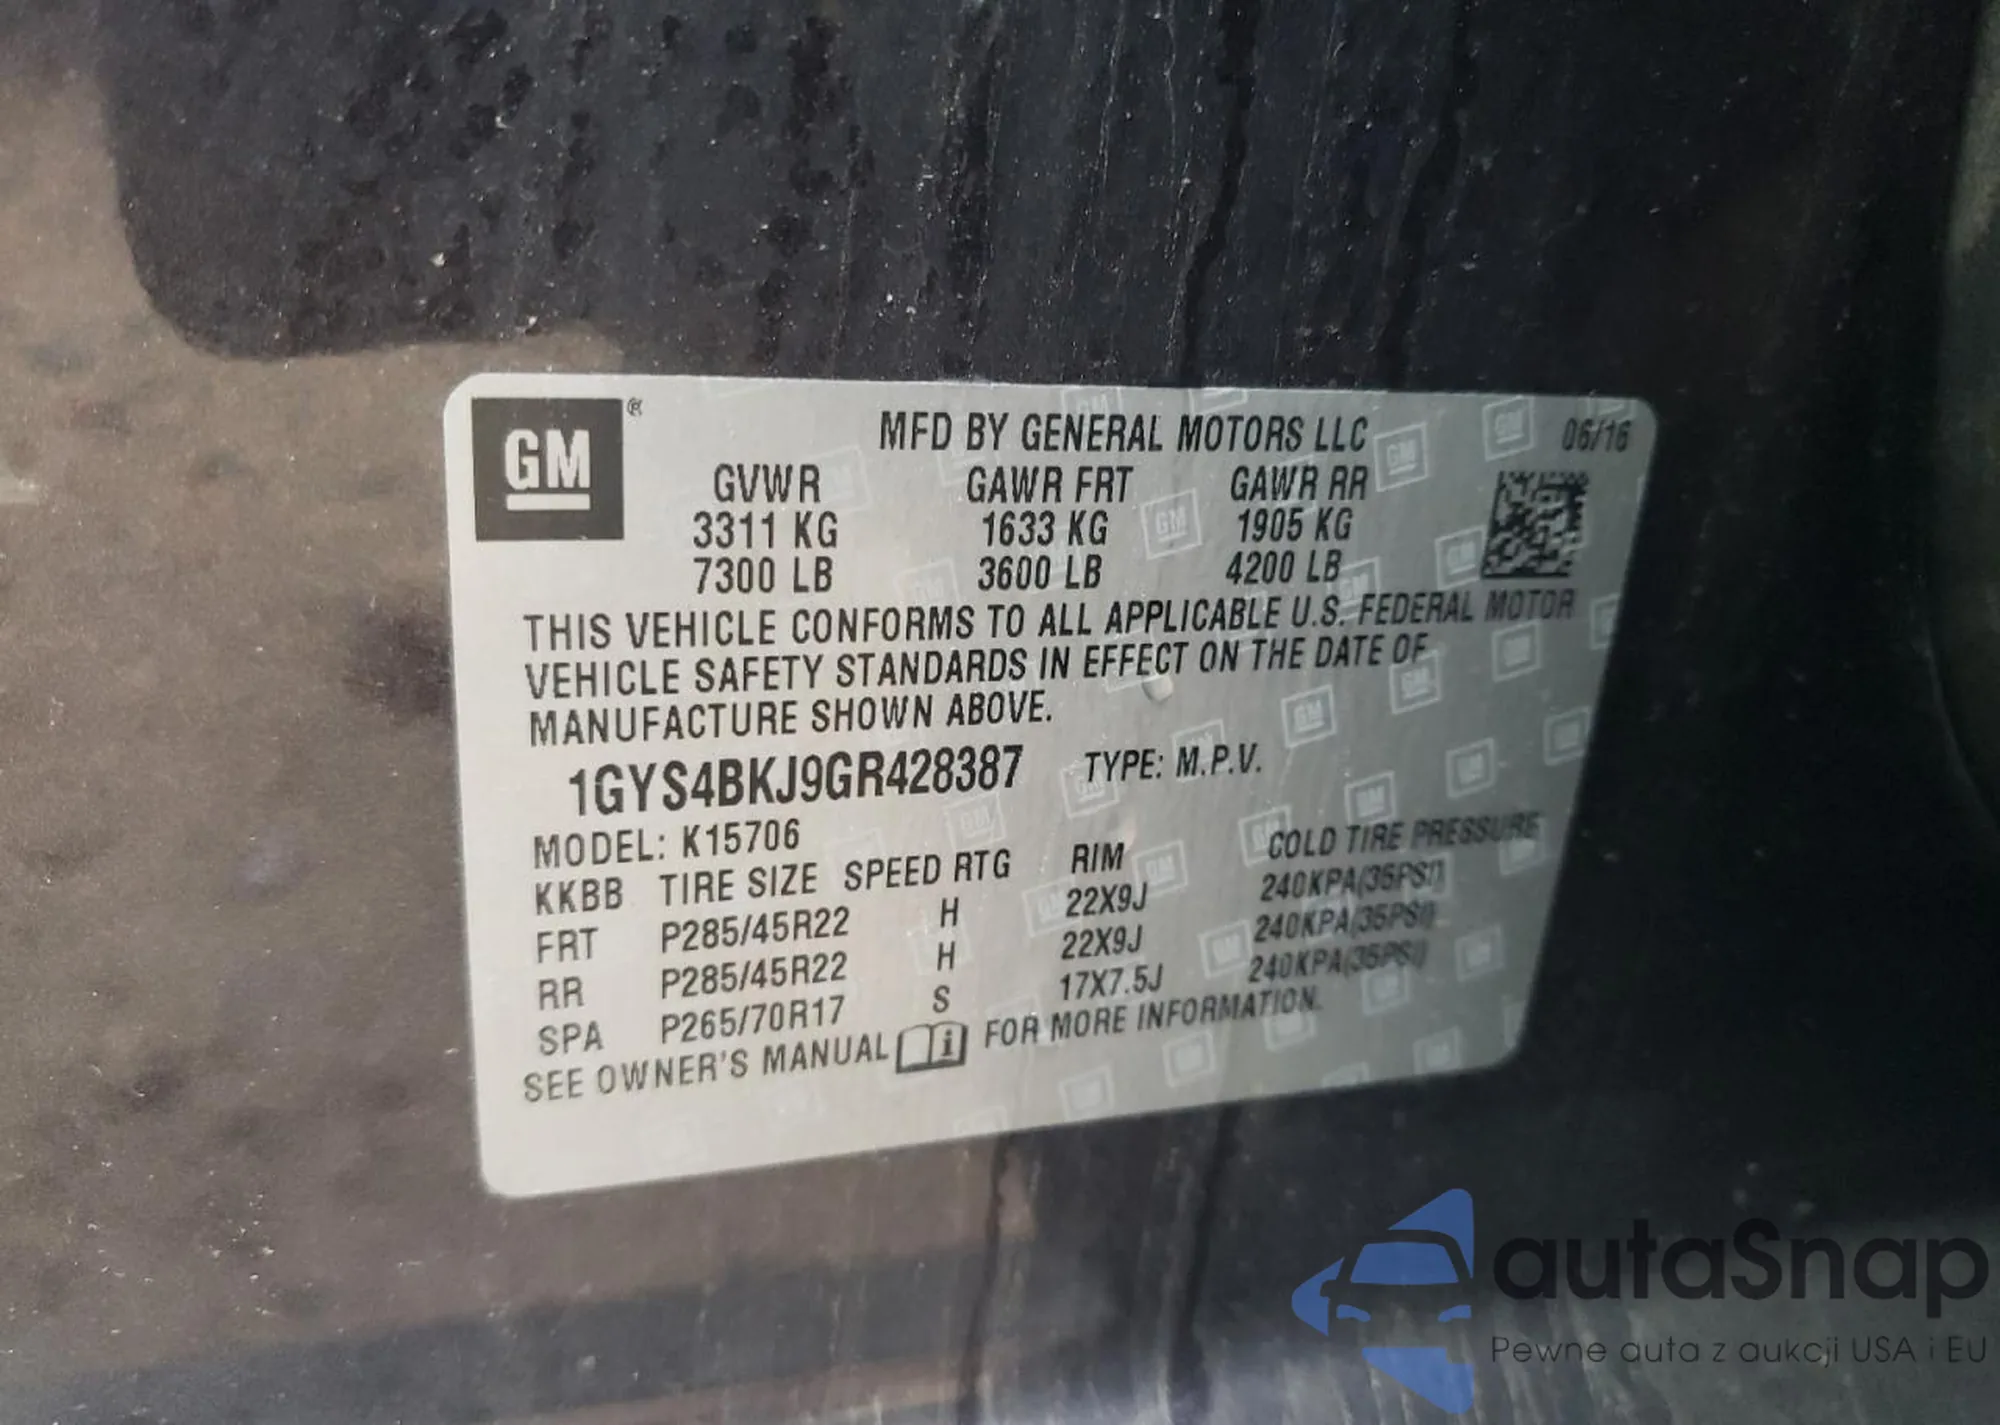 GM ®
MFD BY GENERAL MOTORS LLC 06/16
GVWR GAWR FRT GAWR RR
3311 KG 1633 KG 1905 KG
7300 LB 3600 LB 4200 LB
THIS VEHICLE CONFORMS TO ALL APPLICABLE U.S. FEDERAL MOTOR
VEHICLE SAFETY STANDARDS IN EFFECT ON THE DATE OF
MANUFACTURE SHOWN ABOVE.
1GYS4BKJ9GR428387 TYPE: M.P.V.
MODEL: K15706
KKBB TIRE SIZE SPEED RTG RIM COLD TIRE PRESSURE
FRT P285/45R22 H 22X9J 240KPA(35PSI)
RR P285/45R22 H 22X9J 240KPA(35PSI)
SPA P265/70R17 S 17X7.5J 240KPA(35PSI)
SEE OWNER'S MANUAL i FOR MORE INFORMATION.
autaSnap
Pewne auta z aukcji USA i EU